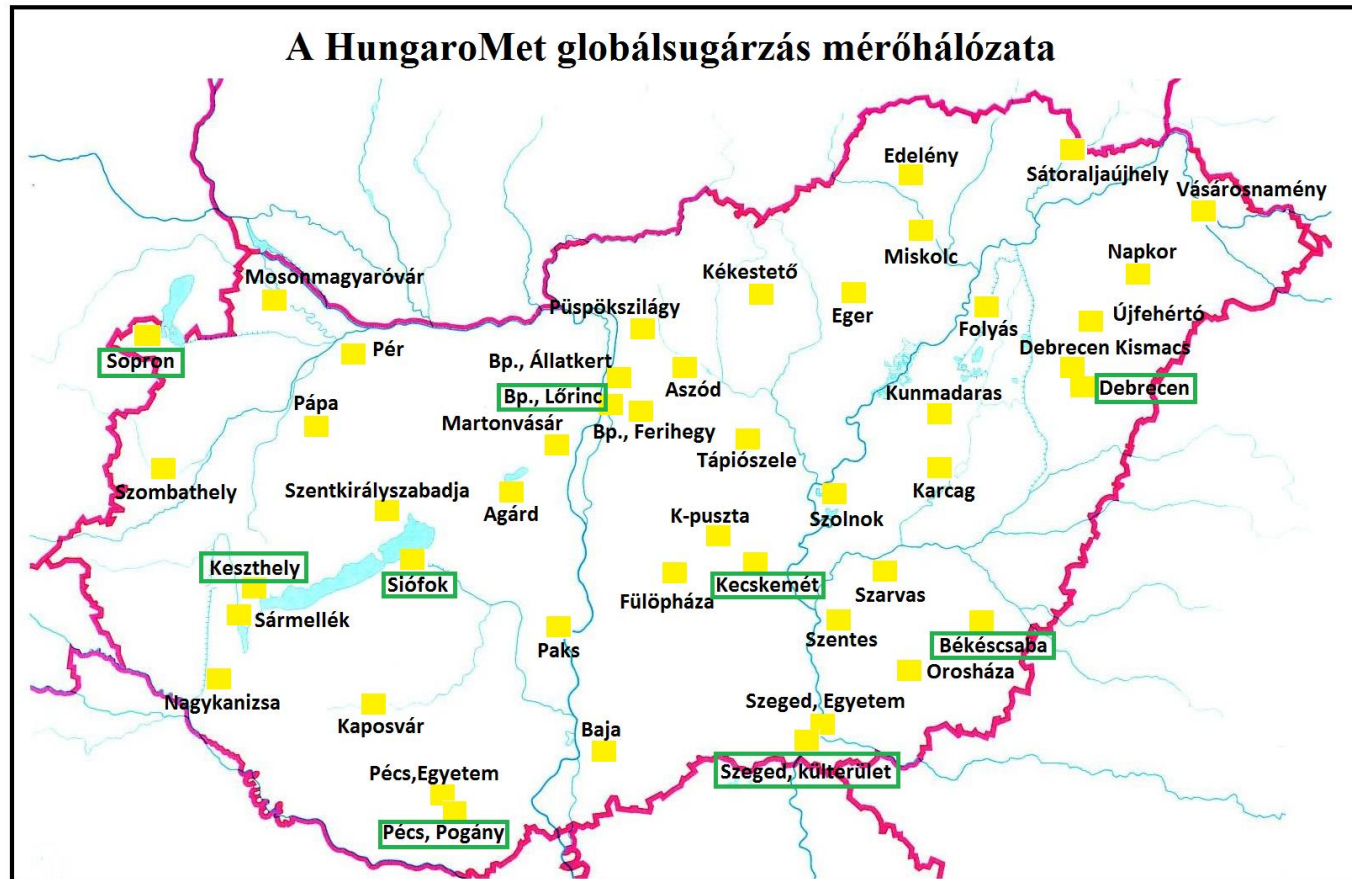 A HungaroMet globálsugárzás mérőhálózata
Edelény
Sátoraljaújhely
Vásárosnamény
Miskolc
Napkor
Mosonmagyaróvár
Kékestető
Püspökszilágy
Eger
Folyás
Újfehértó
Sopron
Pér
Debrecen Kismacs
Bp., Állatkert
Aszód
Debrecen
Bp., Lőrinc
Kunmadaras
Pápa
Martonvásár
Bp., Ferihegy
Tápiószele
Szombathely
Szentkirályszabadja
Agárd
Karcag
K-puszta
Szolnok
Keszthely
Siófok
Kecskemét
Fülöpháza
Szarvas
Sármellék
Paks
Szentes
Békéscsaba
Orosháza
Nagykanizsa
Szeged, Egyetem
Kaposvár
Baja
Szeged, külterület
Pécs,Egyetem
Pécs, Pogány